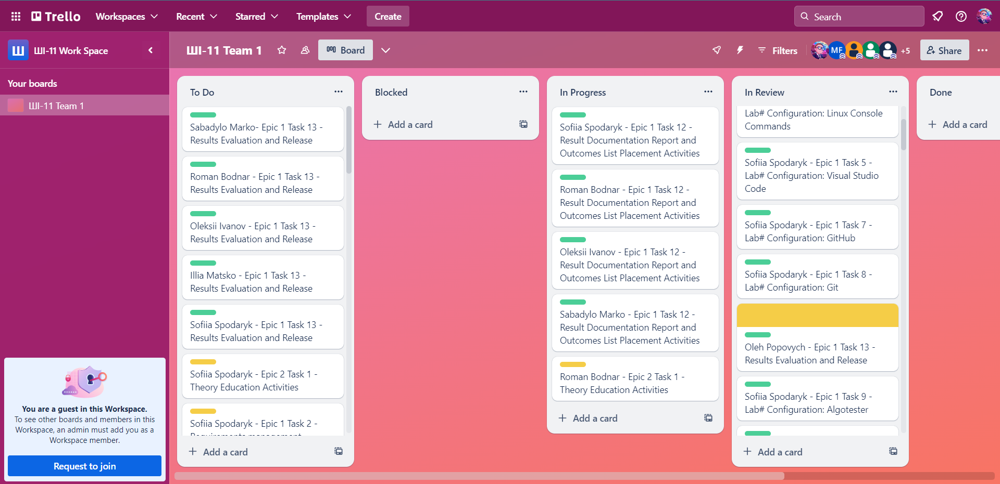 Trello
Workspaces
Recent
Starred
Templates
Create
Search
Ш
ШІ-11 Work Space
ШІ-11 Team 1
Board
Filters
MF
+5
Share
Your boards
ШІ-11 Team 1
You are a guest in this Workspace.
To see other boards and members in this
Workspace, an admin must add you as a
Workspace member.
Request to join
To Do
Sabadylo Marko- Epic 1 Task 13 -
Results Evaluation and Release
Roman Bodnar - Epic 1 Task 13 -
Results Evaluation and Release
Oleksii Ivanov - Epic 1 Task 13 -
Results Evaluation and Release
Illia Matsko - Epic 1 Task 13 -
Results Evaluation and Release
Sofiia Spodaryk - Epic 1 Task 13 -
Results Evaluation and Release
Sofiia Spodaryk - Epic 2 Task 1 -
Theory Education Activities
Sofiia Spodaryk - Epic 1 Task 2 -
Requirements management
Add a card
Blocked
Add a card
In Progress
Sofiia Spodaryk - Epic 1 Task 12 -
Result Documentation Report and
Outcomes List Placement Activities
Roman Bodnar - Epic 1 Task 12 -
Result Documentation Report and
Outcomes List Placement Activities
Oleksii Ivanov - Epic 1 Task 12 -
Result Documentation Report and
Outcomes List Placement Activities
Sabadylo Marko - Epic 1 Task 12 -
Result Documentation Report and
Outcomes List Placement Activities
Roman Bodnar - Epic 2 Task 1 -
Theory Education Activities
Add a card
In Review
Lab# Configuration: Linux Console
Commands
Sofiia Spodaryk - Epic 1 Task 5 -
Lab# Configuration: Visual Studio
Code
Sofiia Spodaryk - Epic 1 Task 7 -
Lab# Configuration: GitHub
Sofiia Spodaryk - Epic 1 Task 8 -
Lab# Configuration: Git
Oleh Popovych - Epic 1 Task 13 -
Results Evaluation and Release
Sofiia Spodaryk - Epic 1 Task 9 -
Lab# Configuration: Algotester
Add a card
Done
Add a card